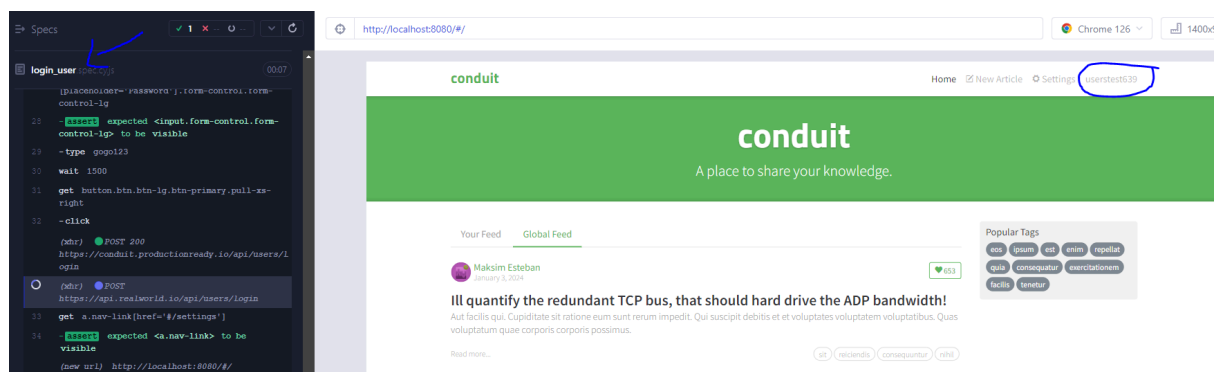 Specs
1
--
--
http://localhost:8080/#/
Chrome 126
login_user.spec.cy.js
00:07
[placeholder='Password'].form-control.form-
control-lg
28 -assert expected <input.form-control.form-
control-lg> to be visible
29 -type gogo123
30 wait 1500
31 get button.btn.btn-lg.btn-primary.pull-xs-
right
32 -click
(xhr) POST 200
https://conduit.productionready.io/api/users/l
ogin
(xhr) POST
https://api.realworld.io/api/users/login
33 get a.nav-link[href='#/settings']
34 -assert expected <a.nav-link> to be
visible
(new url) http://localhost:8080/#/
conduit
Home New Article Settings userstest639
conduit
A place to share your knowledge.
Your Feed Global Feed
Maksim Esteban
January 3, 2024
653
Ill quantify the redundant TCP bus, that should hard drive the ADP bandwidth!
Aut facilis qui. Cupiditate sit ratione eum sunt rerum impedit. Qui suscipit debitis et et voluptates voluptatem voluptatibus. Quas
voluptatum quae corporis corporis possimus.
Read more...
sit reiciendis consequuntur nihil
Popular Tags
eos ipsum est enim repellat
quia consequatur exercitationem
facilis tenetur